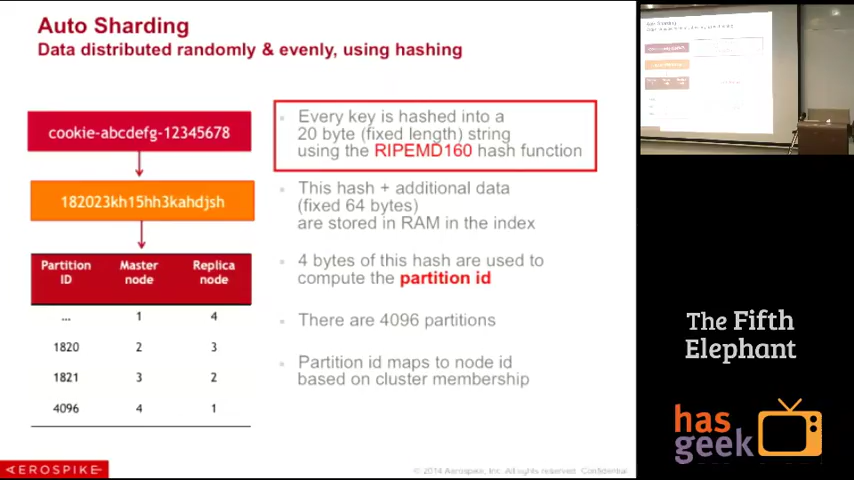 Auto Sharding
Data distributed randomly & evenly, using hashing
cookie-abcdefg-12345678
182023kh15hh3kahdjsh
Partition ID Master node Replica node
... 1 4
1820 2 3
1821 3 2
4096 4 1
Every key is hashed into a
20 byte (fixed length) string
using the RIPEMD160 hash function
This hash + additional data
(fixed 64 bytes)
are stored in RAM in the index
4 bytes of this hash are used to
compute the partition id
There are 4096 partitions
Partition id maps to node id
based on cluster membership
AEROSPIKE
© 2014 Aerospike, Inc. All rights reserved. Confidential
Auto Sharding
The Fifth
Elephant
has
geek